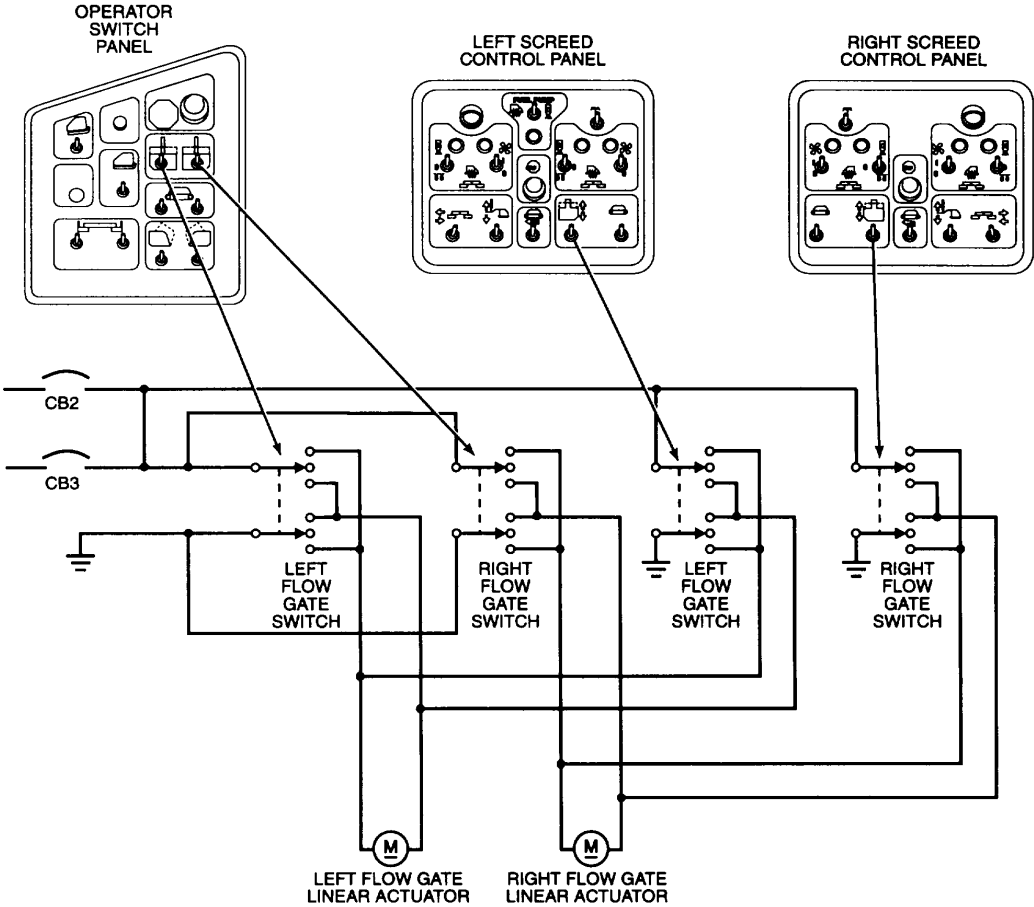 OPERATOR
SWITCH
PANEL
LEFT SCREED
CONTROL PANEL
RIGHT SCREED
CONTROL PANEL
CB2
CB3
LEFT
FLOW
GATE
SWITCH
RIGHT
FLOW
GATE
SWITCH
LEFT
FLOW
GATE
SWITCH
RIGHT
FLOW
GATE
SWITCH
M
M
LEFT FLOW GATE
LINEAR ACTUATOR
RIGHT FLOW GATE
LINEAR ACTUATOR